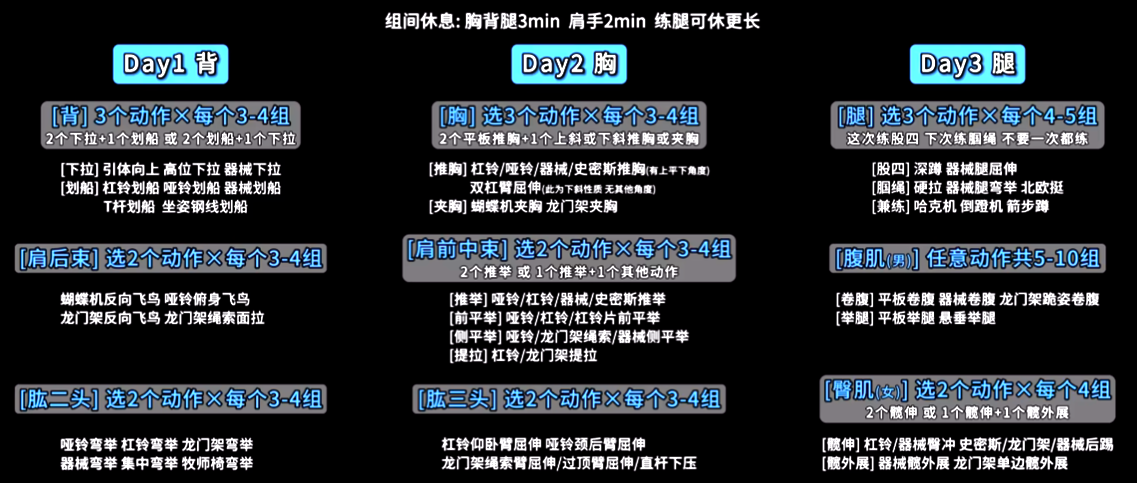 组间休息: 胸背腿3min 肩手2min 练腿可休更长
Day1 背
[背] 3个动作×每个3-4组
2个下拉+1个划船 或 2个划船+1个下拉
[下拉] 引体向上 高位下拉 器械下拉
[划船] 杠铃划船 哑铃划船 器械划船
T杆划船 坐姿钢线划船
[肩后束] 选2个动作×每个3-4组
蝴蝶机反向飞鸟 哑铃俯身飞鸟
龙门架反向飞鸟 龙门架绳索面拉
[肱二头] 选2个动作×每个3-4组
哑铃弯举 杠铃弯举 龙门架弯举
器械弯举 集中弯举 牧师椅弯举
Day2 胸
[胸] 选3个动作×每个3-4组
2个平板推胸+1个上斜或下斜推胸或夹胸
[推胸] 杠铃/哑铃/器械/史密斯推胸(有上平下角度)
双杠臂屈伸(此为下斜性质 无其他角度)
[夹胸] 蝴蝶机夹胸 龙门架夹胸
[肩前中束] 选2个动作×每个3-4组
2个推举 或 1个推举+1个其他动作
[推举] 哑铃/杠铃/器械/史密斯推举
[前平举] 哑铃/杠铃/杠铃片前平举
[侧平举] 哑铃/龙门架绳索/器械侧平举
[提拉] 杠铃/龙门架提拉
[肱三头] 选2个动作×每个3-4组
杠铃仰卧臂屈伸 哑铃颈后臂屈伸
龙门架绳索臂屈伸/过顶臂屈伸/直杆下压
Day3 腿
[腿] 选3个动作×每个4-5组
这次练股四 下次练腘绳 不要一次都练
[股四] 深蹲 器械腿屈伸
[腘绳] 硬拉 器械腿弯举 北欧挺
[兼练] 哈克机 倒蹬机 箭步蹲
[腹肌(男)] 任意动作共5-10组
[卷腹] 平板卷腹 器械卷腹 龙门架跪姿卷腹
[举腿] 平板举腿 悬垂举腿
[臀肌(女)] 选2个动作×每个4组
2个髋伸 或 1个髋伸+1个髋外展
[髋伸] 杠铃/器械臀冲 史密斯/龙门架/器械后踢
[髋外展] 器械髋外展 龙门架单边髋外展